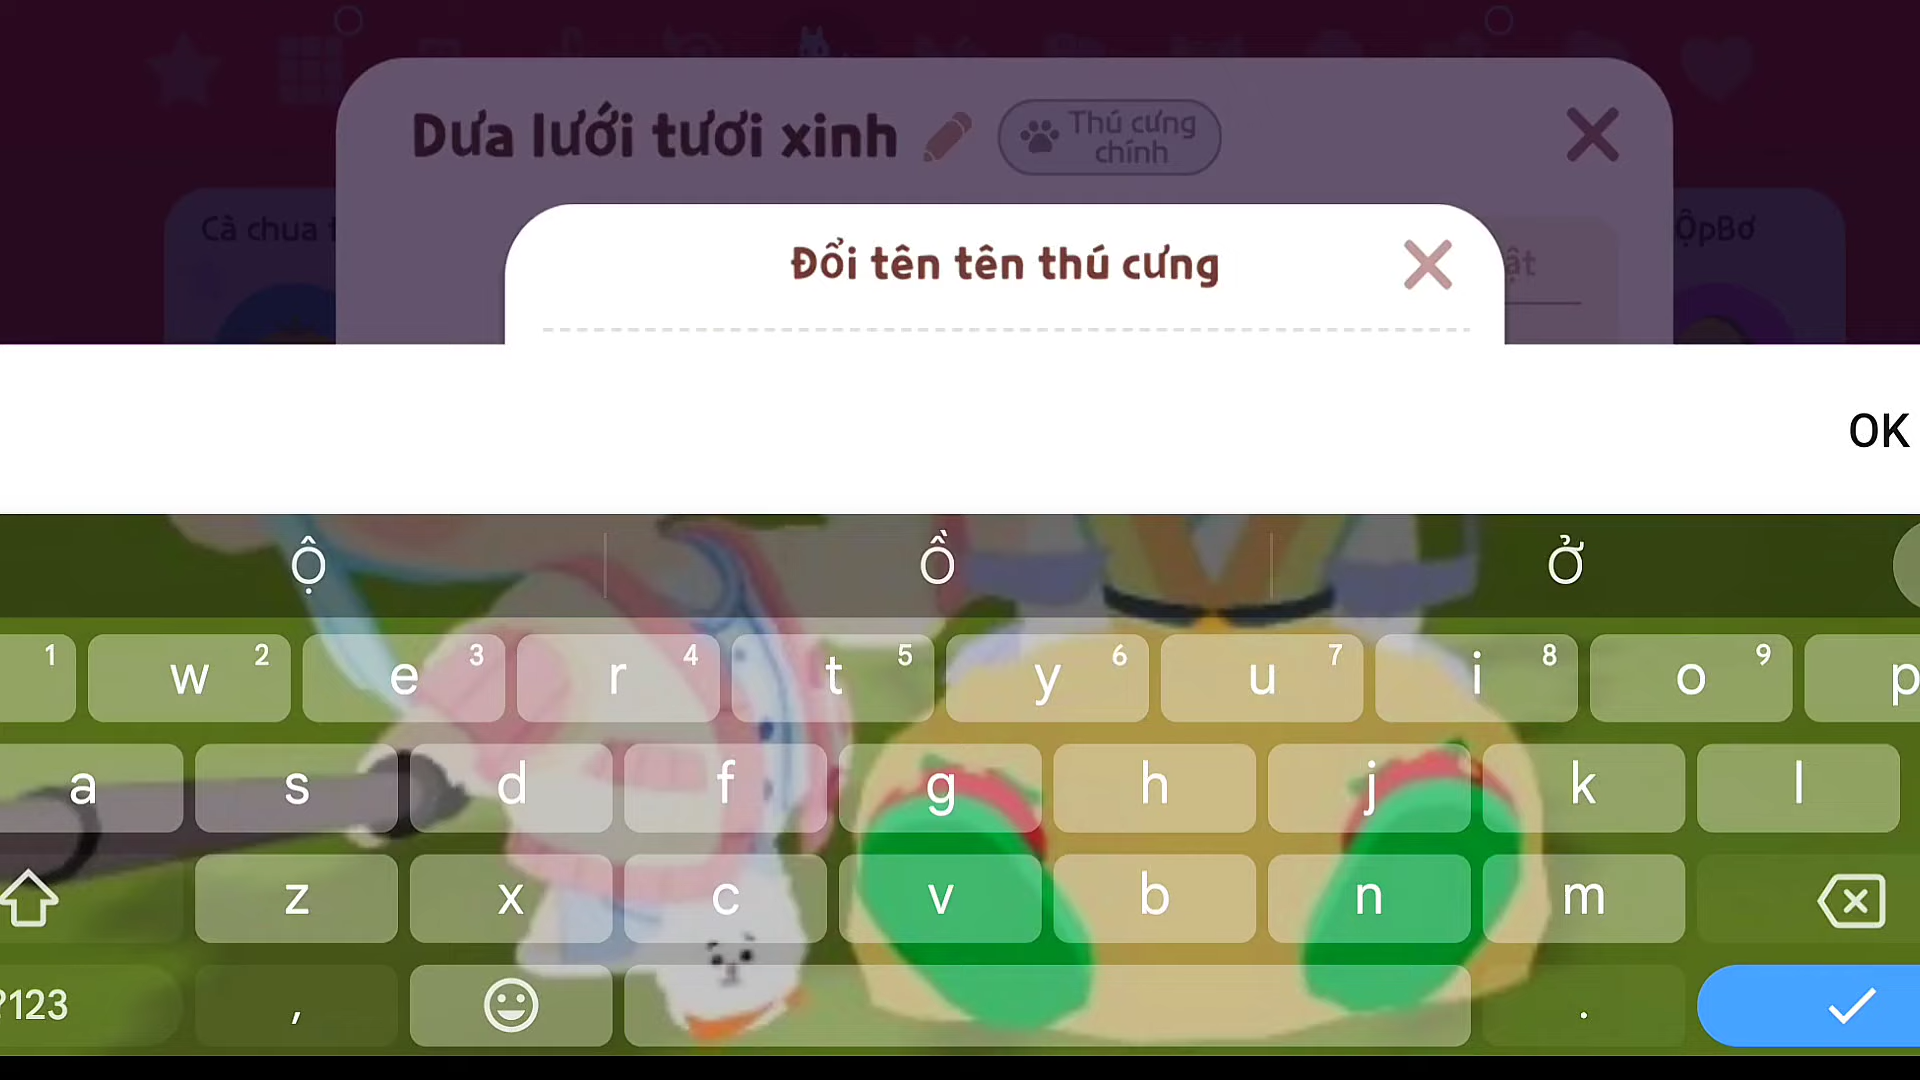 Dưa lưới tươi xinh
Thú cưng
chính
Cà chua
ỘpBơ
Đổi tên tên thú cưng
ật
OK
Ộ Ồ Ở
1 w 2 e 3 r 4 t 5 y 6 u 7 i 8 o 9 p
a s d f g h j k l
z x c v b n m
?123 , .